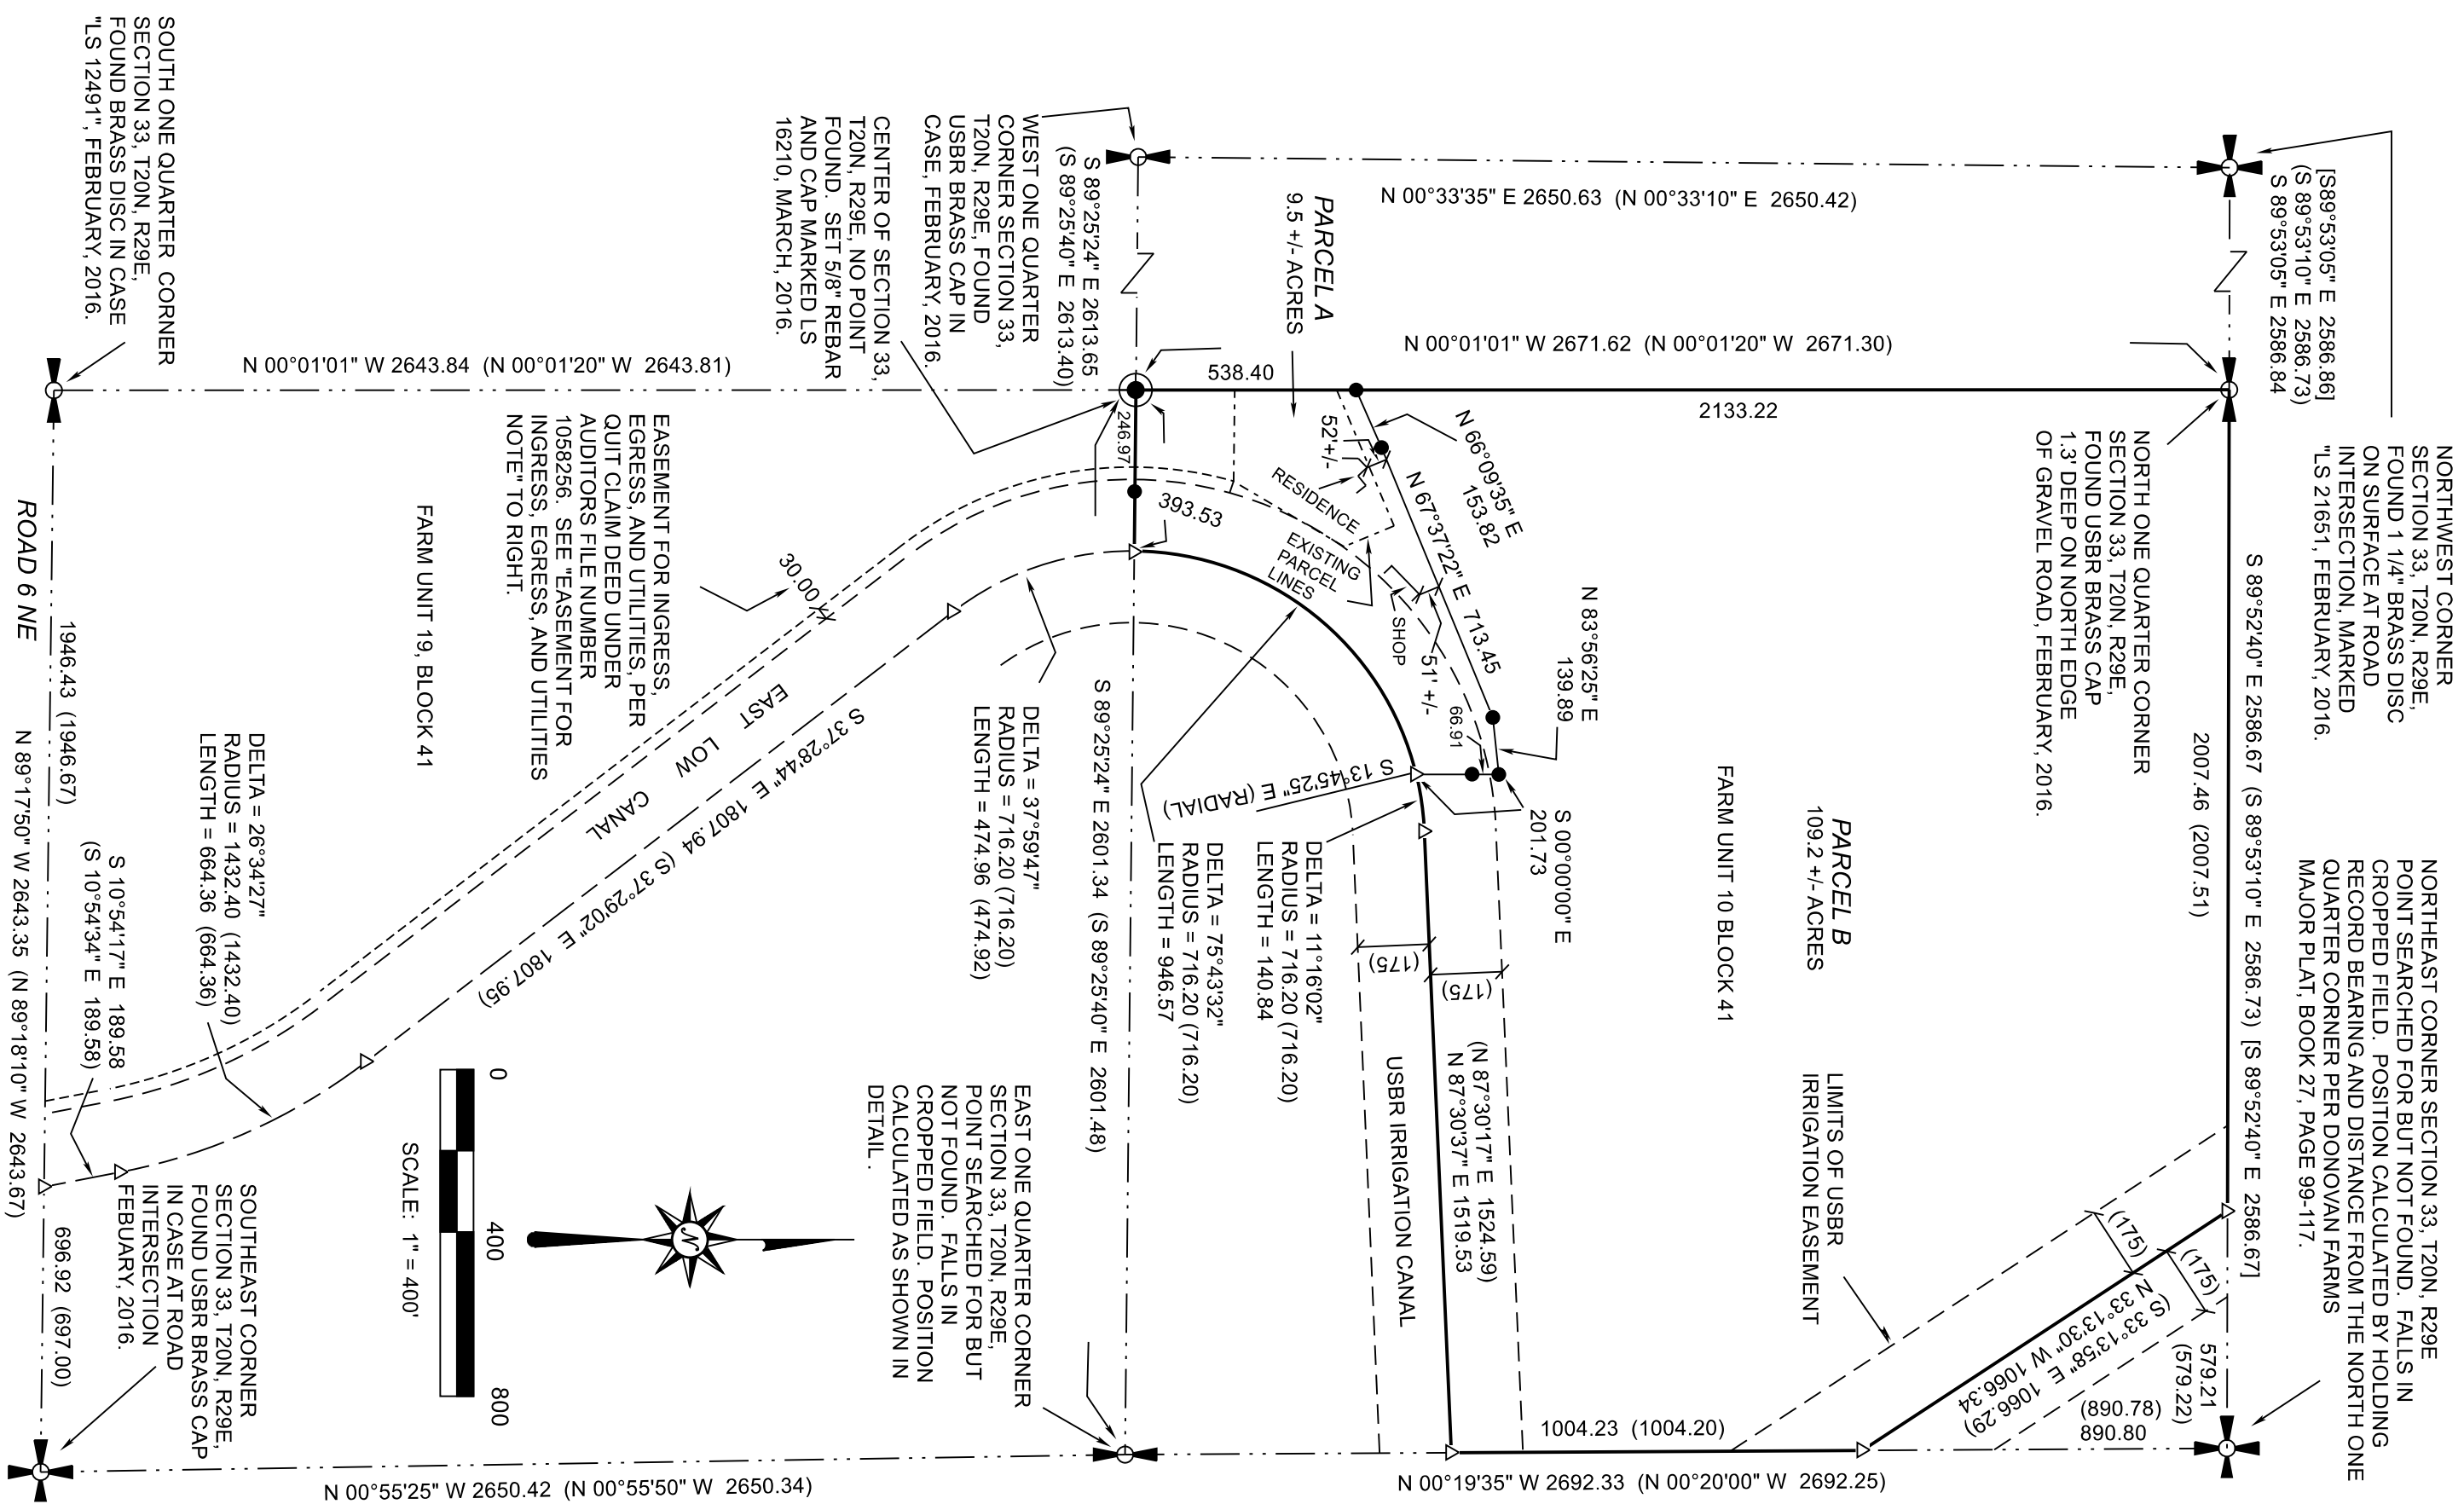 SOUTH ONE QUARTER CORNER
SECTION 33, T20N, R29E,
FOUND BRASS DISC IN CASE
"LS 12491", FEBRUARY, 2016.
N 00°01'01" W 2643.84 (N 00°01'20" W 2643.81)
CENTER OF SECTION 33,
T20N, R29E, NO POINT
FOUND. SET 5/8" REBAR
AND CAP MARKED LS
16210, MARCH, 2016.
WEST ONE QUARTER
CORNER SECTION 33,
T20N, R29E, FOUND
USBR BRASS CAP IN
CASE, FEBRUARY, 2016.
S 89°25'24" E 2613.65
(S 89°25'40" E 2613.40)
N 00°33'35" E 2650.63 (N 00°33'10" E 2650.42)
PARCEL A
9.5 +/- ACRES
N 00°01'01" W 2671.62 (N 00°01'20" W 2671.30)
538.40
2133.22
[S89°53'05" E 2586.86]
(S 89°53'10" E 2586.73)
S 89°53'05" E 2586.84
NORTHWEST CORNER
SECTION 33, T20N, R29E,
FOUND 1 1/4" BRASS DISC
ON SURFACE AT ROAD
INTERSECTION, MARKED
"LS 21651, FEBRUARY, 2016.
NORTH ONE QUARTER CORNER
SECTION 33, T20N, R29E,
FOUND USBR BRASS CAP
1.3' DEEP ON NORTH EDGE
OF GRAVEL ROAD, FEBRUARY, 2016.
246.97
393.53
52'+/-
RESIDENCE
N 66°09'35" E
153.82
N 67°37'22" E 713.45
EXISTING
PARCEL
LINES
SHOP
51' +/-
66.91
N 83°56'25" E
139.89
S 13°45'25" E (RADIAL)
S 00°00'00" E
201.73
EASEMENT FOR INGRESS,
EGRESS, AND UTILITIES, PER
QUIT CLAIM DEED UNDER
AUDITORS FILE NUMBER
1058256. SEE "EASEMENT FOR
INGRESS, EGRESS, AND UTILITIES
NOTE" TO RIGHT.
30.00
FARM UNIT 19, BLOCK 41
ROAD 6 NE
1946.43 (1946.67)
N 89°17'50" W 2643.35 (N 89°18'10" W 2643.67)
EAST LOW CANAL
S 37°28'44" E 1807.94 (S 37°29'02" E 1807.95)
DELTA = 26°34'27"
RADIUS = 1432.40 (1432.40)
LENGTH = 664.36 (664.36)
S 10°54'17" E 189.58
(S 10°54'34" E 189.58)
DELTA = 37°59'47"
RADIUS = 716.20 (716.20)
LENGTH = 474.96 (474.92)
S 89°25'24" E 2601.34 (S 89°25'40" E 2601.48)
DELTA = 75°43'32"
RADIUS = 716.20 (716.20)
LENGTH = 946.57
DELTA = 11°16'02"
RADIUS = 716.20 (716.20)
LENGTH = 140.84
(175)
(175)
USBR IRRIGATION CANAL
(N 87°30'17" E 1524.59)
N 87°30'37" E 1519.53
FARM UNIT 10 BLOCK 41
PARCEL B
109.2 +/- ACRES
LIMITS OF USBR
IRRIGATION EASEMENT
S 89°52'40" E 2586.67 (S 89°53'10" E 2586.73) [S 89°52'40" E 2586.67]
2007.46 (2007.51)
NORTHEAST CORNER SECTION 33, T20N, R29E
POINT SEARCHED FOR BUT NOT FOUND. FALLS IN
CROPPED FIELD. POSITION CALCULATED BY HOLDING
RECORD BEARING AND DISTANCE FROM THE NORTH ONE
QUARTER CORNER PER DONOVAN FARMS
MAJOR PLAT, BOOK 27, PAGE 99-117.
(175)
(175)
N 33°13'30" W 1066.34
(S 33°13'58" E 1066.29)
579.21
(579.22)
(890.78)
890.80
1004.23 (1004.20)
N 00°19'35" W 2692.33 (N 00°20'00" W 2692.25)
EAST ONE QUARTER CORNER
SECTION 33, T20N, R29E,
POINT SEARCHED FOR BUT
NOT FOUND. FALLS IN
CROPPED FIELD. POSITION
CALCULATED AS SHOWN IN
DETAIL .
N
0 400 800
SCALE: 1" = 400'
SOUTHEAST CORNER
SECTION 33, T20N, R29E,
FOUND USBR BRASS CAP
IN CASE AT ROAD
INTERSECTION
FEBUARY, 2016.
696.92 (697.00)
N 00°55'25" W 2650.42 (N 00°55'50" W 2650.34)